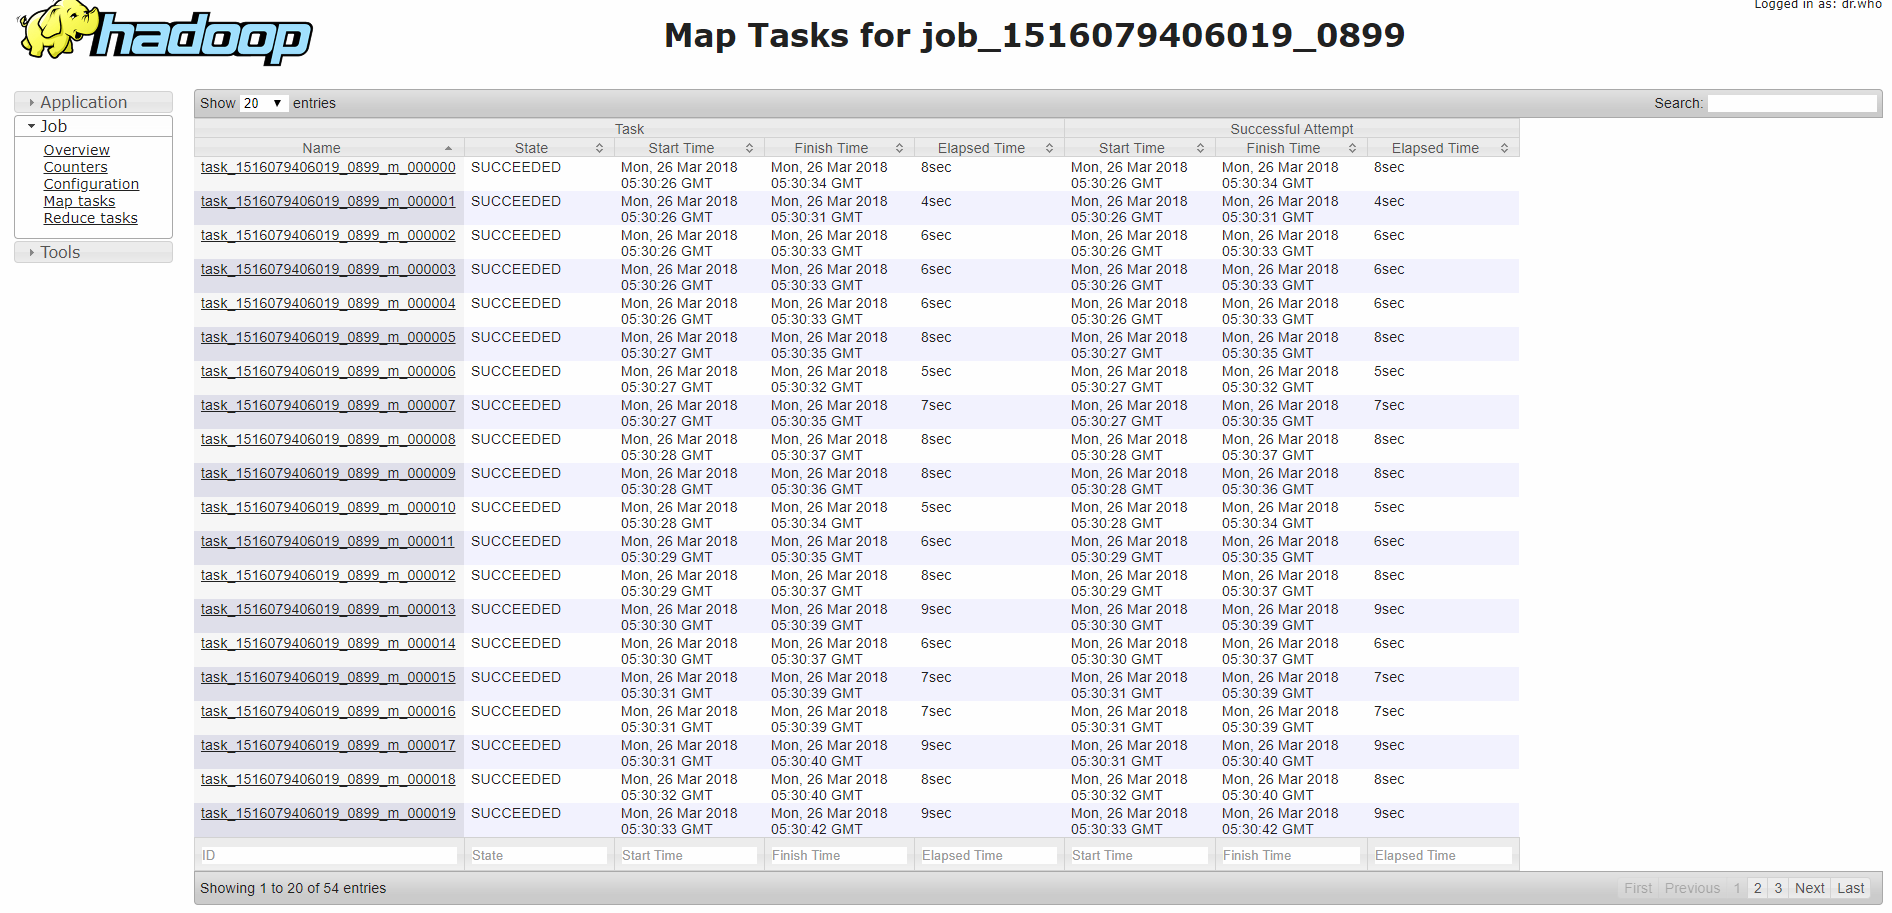 Logged in as: dr.who
hadoop
Map Tasks for job_1516079406019_0899
Application
Job
Overview
Counters
Configuration
Map tasks
Reduce tasks
Tools
Show 20 entries Search:
Task Successful Attempt
Name State Start Time Finish Time Elapsed Time Start Time Finish Time Elapsed Time
task_1516079406019_0899_m_000000 SUCCEEDED Mon, 26 Mar 2018 Mon, 26 Mar 2018 8sec Mon, 26 Mar 2018 Mon, 26 Mar 2018 8sec
05:30:26 GMT 05:30:34 GMT 05:30:26 GMT 05:30:34 GMT
task_1516079406019_0899_m_000001 SUCCEEDED Mon, 26 Mar 2018 Mon, 26 Mar 2018 4sec Mon, 26 Mar 2018 Mon, 26 Mar 2018 4sec
05:30:26 GMT 05:30:31 GMT 05:30:26 GMT 05:30:31 GMT
task_1516079406019_0899_m_000002 SUCCEEDED Mon, 26 Mar 2018 Mon, 26 Mar 2018 6sec Mon, 26 Mar 2018 Mon, 26 Mar 2018 6sec
05:30:26 GMT 05:30:33 GMT 05:30:26 GMT 05:30:33 GMT
task_1516079406019_0899_m_000003 SUCCEEDED Mon, 26 Mar 2018 Mon, 26 Mar 2018 6sec Mon, 26 Mar 2018 Mon, 26 Mar 2018 6sec
05:30:26 GMT 05:30:33 GMT 05:30:26 GMT 05:30:33 GMT
task_1516079406019_0899_m_000004 SUCCEEDED Mon, 26 Mar 2018 Mon, 26 Mar 2018 6sec Mon, 26 Mar 2018 Mon, 26 Mar 2018 6sec
05:30:26 GMT 05:30:33 GMT 05:30:26 GMT 05:30:33 GMT
task_1516079406019_0899_m_000005 SUCCEEDED Mon, 26 Mar 2018 Mon, 26 Mar 2018 8sec Mon, 26 Mar 2018 Mon, 26 Mar 2018 8sec
05:30:27 GMT 05:30:35 GMT 05:30:27 GMT 05:30:35 GMT
task_1516079406019_0899_m_000006 SUCCEEDED Mon, 26 Mar 2018 Mon, 26 Mar 2018 5sec Mon, 26 Mar 2018 Mon, 26 Mar 2018 5sec
05:30:27 GMT 05:30:32 GMT 05:30:27 GMT 05:30:32 GMT
task_1516079406019_0899_m_000007 SUCCEEDED Mon, 26 Mar 2018 Mon, 26 Mar 2018 7sec Mon, 26 Mar 2018 Mon, 26 Mar 2018 7sec
05:30:27 GMT 05:30:35 GMT 05:30:27 GMT 05:30:35 GMT
task_1516079406019_0899_m_000008 SUCCEEDED Mon, 26 Mar 2018 Mon, 26 Mar 2018 8sec Mon, 26 Mar 2018 Mon, 26 Mar 2018 8sec
05:30:28 GMT 05:30:37 GMT 05:30:28 GMT 05:30:37 GMT
task_1516079406019_0899_m_000009 SUCCEEDED Mon, 26 Mar 2018 Mon, 26 Mar 2018 8sec Mon, 26 Mar 2018 Mon, 26 Mar 2018 8sec
05:30:28 GMT 05:30:36 GMT 05:30:28 GMT 05:30:36 GMT
task_1516079406019_0899_m_000010 SUCCEEDED Mon, 26 Mar 2018 Mon, 26 Mar 2018 5sec Mon, 26 Mar 2018 Mon, 26 Mar 2018 5sec
05:30:28 GMT 05:30:34 GMT 05:30:28 GMT 05:30:34 GMT
task_1516079406019_0899_m_000011 SUCCEEDED Mon, 26 Mar 2018 Mon, 26 Mar 2018 6sec Mon, 26 Mar 2018 Mon, 26 Mar 2018 6sec
05:30:29 GMT 05:30:35 GMT 05:30:29 GMT 05:30:35 GMT
task_1516079406019_0899_m_000012 SUCCEEDED Mon, 26 Mar 2018 Mon, 26 Mar 2018 8sec Mon, 26 Mar 2018 Mon, 26 Mar 2018 8sec
05:30:29 GMT 05:30:37 GMT 05:30:29 GMT 05:30:37 GMT
task_1516079406019_0899_m_000013 SUCCEEDED Mon, 26 Mar 2018 Mon, 26 Mar 2018 9sec Mon, 26 Mar 2018 Mon, 26 Mar 2018 9sec
05:30:30 GMT 05:30:39 GMT 05:30:30 GMT 05:30:39 GMT
task_1516079406019_0899_m_000014 SUCCEEDED Mon, 26 Mar 2018 Mon, 26 Mar 2018 6sec Mon, 26 Mar 2018 Mon, 26 Mar 2018 6sec
05:30:30 GMT 05:30:37 GMT 05:30:30 GMT 05:30:37 GMT
task_1516079406019_0899_m_000015 SUCCEEDED Mon, 26 Mar 2018 Mon, 26 Mar 2018 7sec Mon, 26 Mar 2018 Mon, 26 Mar 2018 7sec
05:30:31 GMT 05:30:39 GMT 05:30:31 GMT 05:30:39 GMT
task_1516079406019_0899_m_000016 SUCCEEDED Mon, 26 Mar 2018 Mon, 26 Mar 2018 7sec Mon, 26 Mar 2018 Mon, 26 Mar 2018 7sec
05:30:31 GMT 05:30:39 GMT 05:30:31 GMT 05:30:39 GMT
task_1516079406019_0899_m_000017 SUCCEEDED Mon, 26 Mar 2018 Mon, 26 Mar 2018 9sec Mon, 26 Mar 2018 Mon, 26 Mar 2018 9sec
05:30:31 GMT 05:30:40 GMT 05:30:31 GMT 05:30:40 GMT
task_1516079406019_0899_m_000018 SUCCEEDED Mon, 26 Mar 2018 Mon, 26 Mar 2018 8sec Mon, 26 Mar 2018 Mon, 26 Mar 2018 8sec
05:30:32 GMT 05:30:40 GMT 05:30:32 GMT 05:30:40 GMT
task_1516079406019_0899_m_000019 SUCCEEDED Mon, 26 Mar 2018 Mon, 26 Mar 2018 9sec Mon, 26 Mar 2018 Mon, 26 Mar 2018 9sec
05:30:33 GMT 05:30:42 GMT 05:30:33 GMT 05:30:42 GMT
ID State Start Time Finish Time Elapsed Time Start Time Finish Time Elapsed Time
Showing 1 to 20 of 54 entries First Previous 1 2 3 Next Last